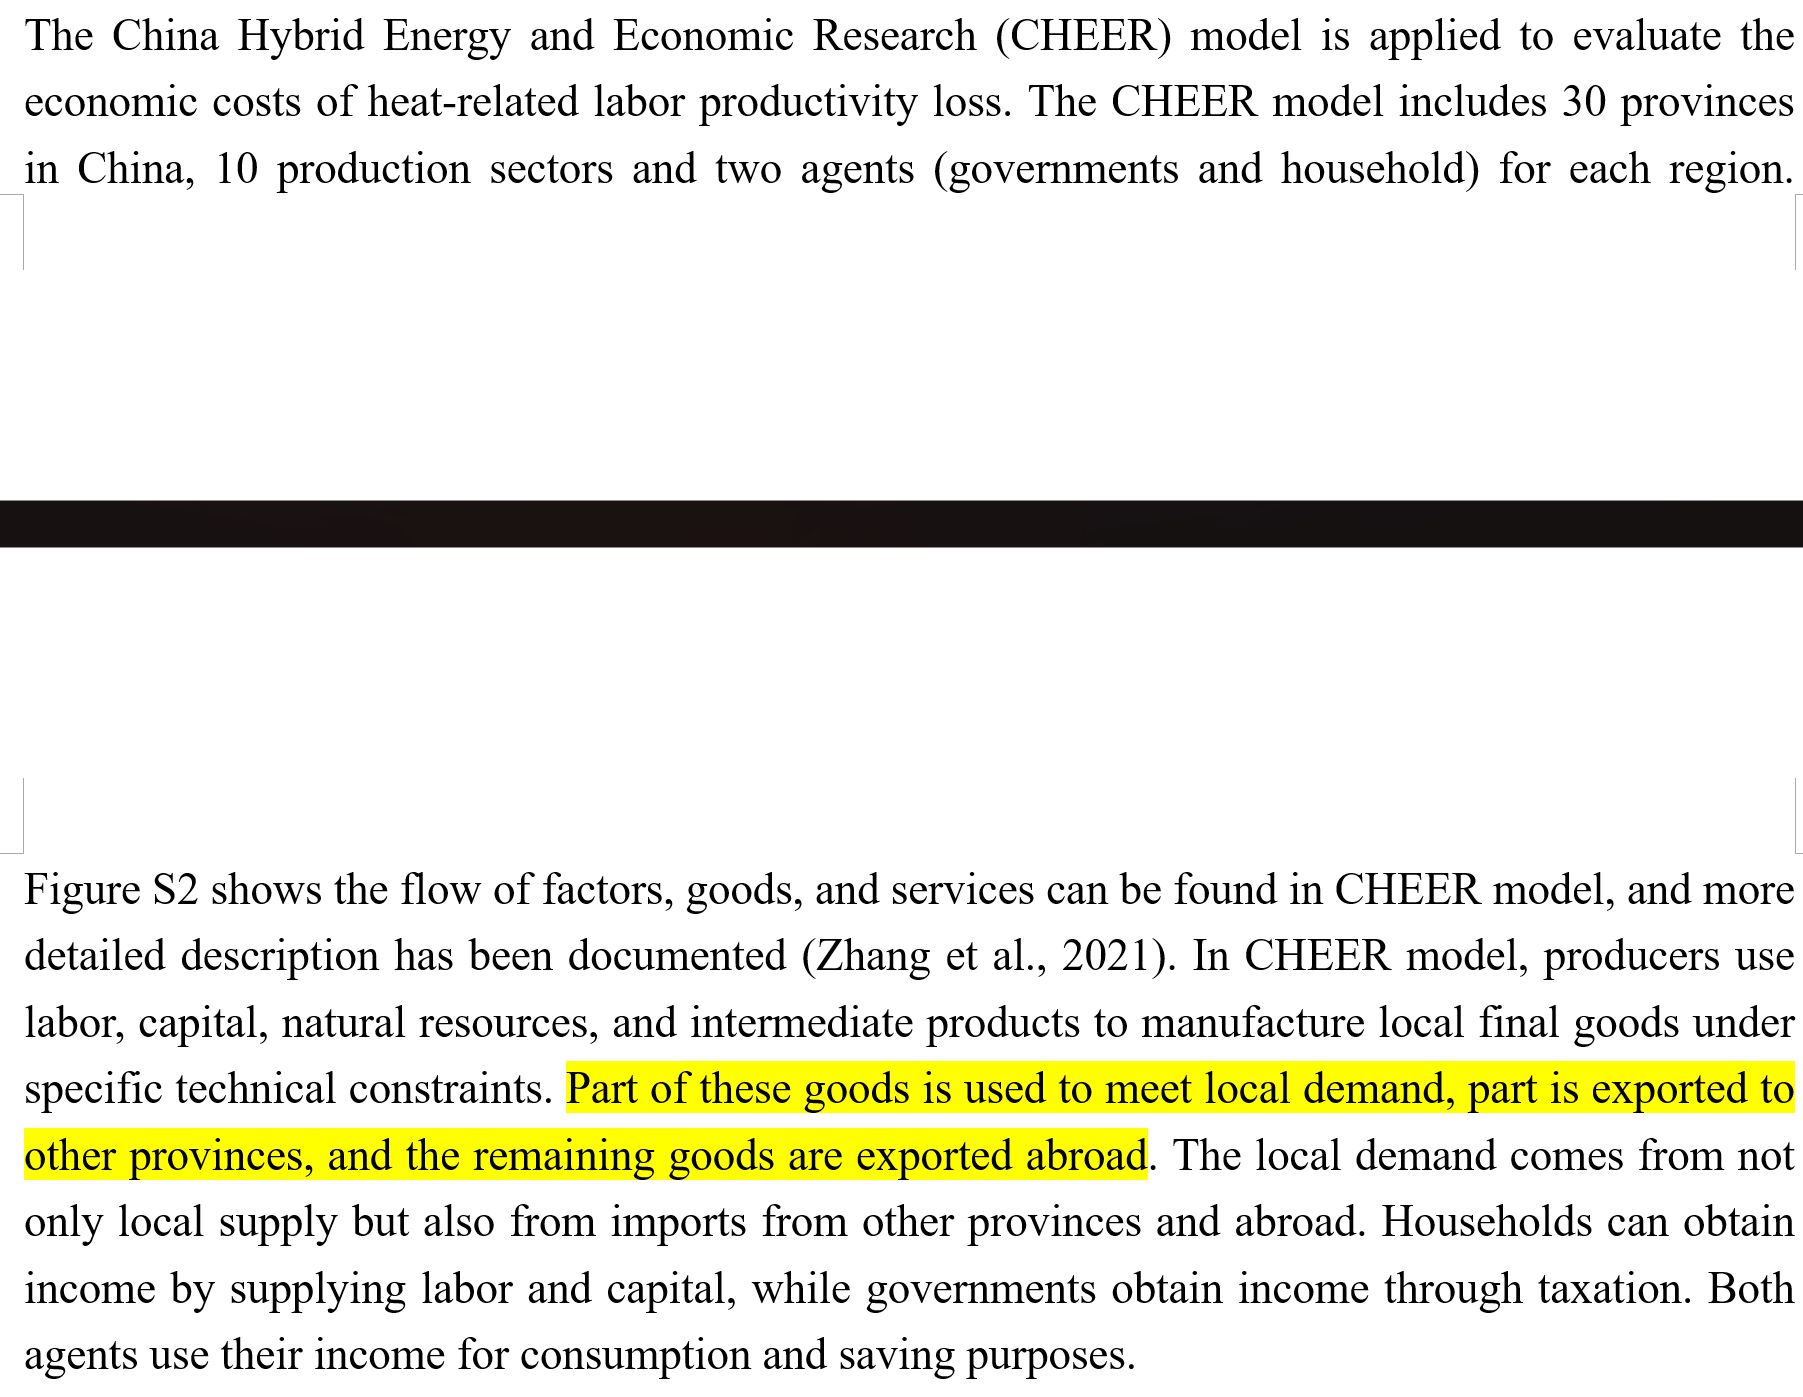 The China Hybrid Energy and Economic Research (CHEER) model is applied to evaluate the
economic costs of heat-related labor productivity loss. The CHEER model includes 30 provinces
in China, 10 production sectors and two agents (governments and household) for each region.
Figure S2 shows the flow of factors, goods, and services can be found in CHEER model, and more
detailed description has been documented (Zhang et al., 2021). In CHEER model, producers use
labor, capital, natural resources, and intermediate products to manufacture local final goods under
specific technical constraints. Part of these goods is used to meet local demand, part is exported to
other provinces, and the remaining goods are exported abroad. The local demand comes from not
only local supply but also from imports from other provinces and abroad. Households can obtain
income by supplying labor and capital, while governments obtain income through taxation. Both
agents use their income for consumption and saving purposes.